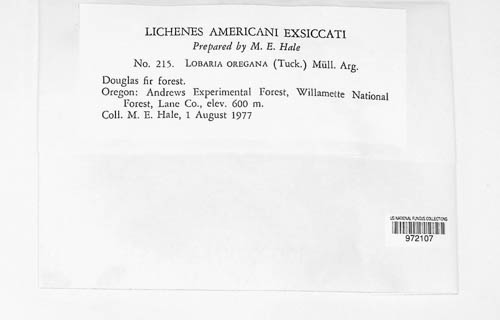 LICHENES AMERICANI EXSICCATI
Prepared by M. E. Hale
No. 215. LOBARIA OREGANA (Tuck.) Müll. Arg.
Douglas fir forest.
Oregon: Andrews Experimental Forest, Willamette National
Forest, Lane Co., elev. 600 m.
Coll. M. E. Hale, 1 August 1977
US NATIONAL FUNGUS COLLECTIONS
972107